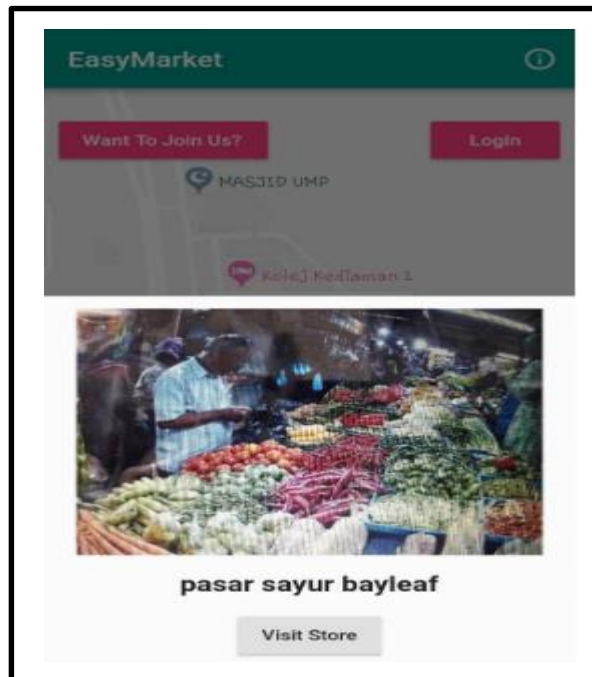 EasyMarket
Want To Join Us?
Login
MASJID UMP
Kolej Kediaman 1
pasar sayur bayleaf
Visit Store